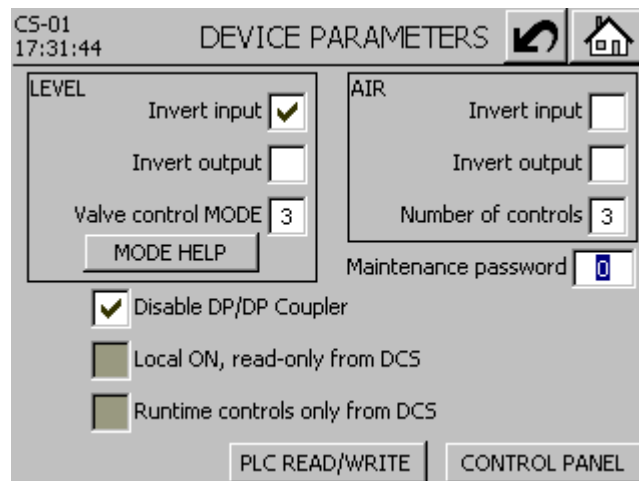 CS-01
17:31:44
DEVICE PARAMETERS
LEVEL
Invert input
Invert output
Valve control MODE 3
MODE HELP
AIR
Invert input
Invert output
Number of controls 3
Maintenance password 0
Disable DP/DP Coupler
Local ON, read-only from DCS
Runtime controls only from DCS
PLC READ/WRITE
CONTROL PANEL